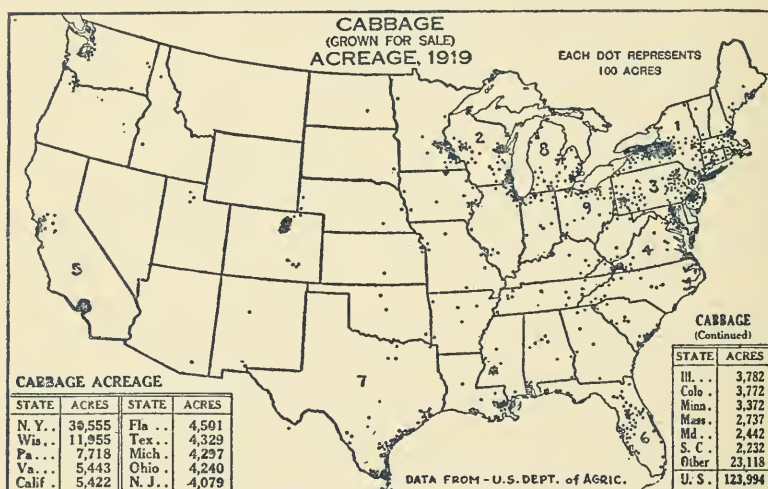 CABBAGE
(GROWN FOR SALE)
ACREAGE, 1919
EACH DOT REPRESENTS
100 ACRES
1
2
8
3
10
9
4
5
7
6
CABBAGE ACREAGE
STATE ACRES STATE ACRES
N. Y.. 30,555 Fla .. 4,501
Wis.. 11,955 Tex.. 4,329
Pa... 7,718 Mich. 4,297
Va... 5,443 Ohio . 4,240
Calif. 5,422 N. J.. 4,079
DATA FROM - U.S. DEPT. of AGRIC.
CABBAGE
(Continued)
STATE ACRES
Ill. . . 3,782
Colo . 3,772
Minn. 3,372
Mass. 2,737
Md . . 2,442
S. C. 2,232
Other 23,118
U. S. 123,994